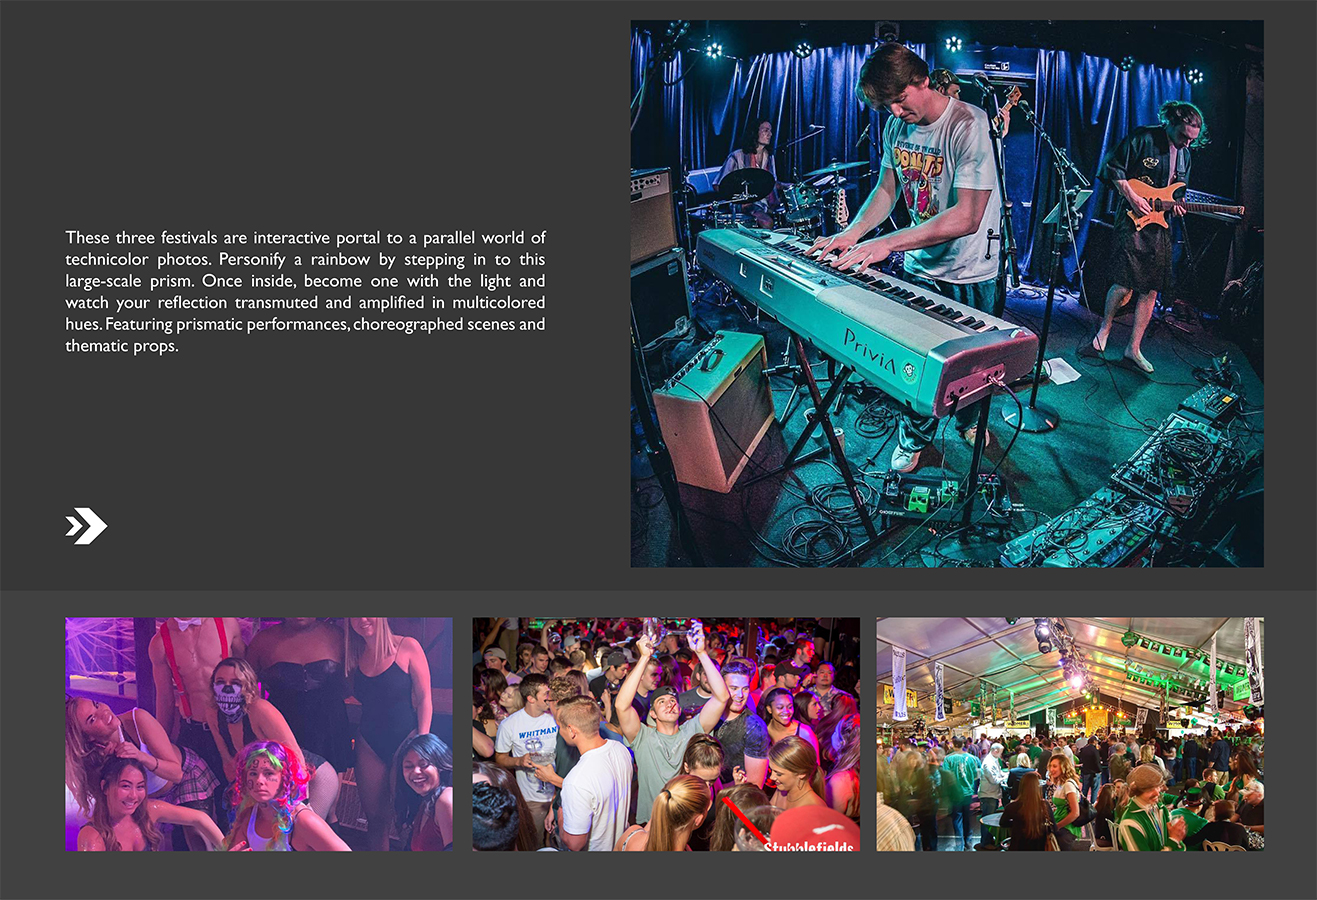 These three festivals are interactive portal to a parallel world of
technicolor photos. Personify a rainbow by stepping in to this
large-scale prism. Once inside, become one with the light and
watch your reflection transmuted and amplified in multicolored
hues. Featuring prismatic performances, choreographed scenes and
thematic props.
DONUTS
Privia
WHITMAN
Stubblefields